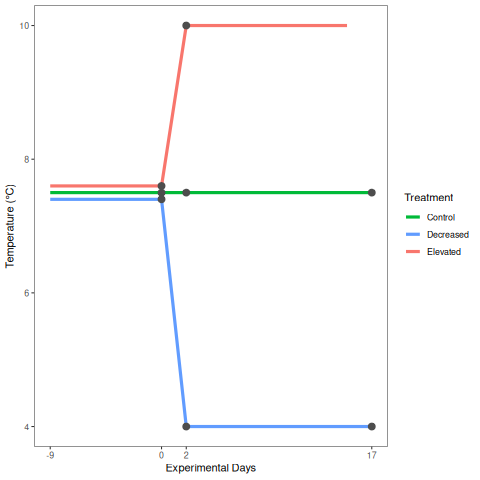 10
8
6
4
Temperature (°C)
-9 0 2 17
Experimental Days
Treatment
Control
Decreased
Elevated